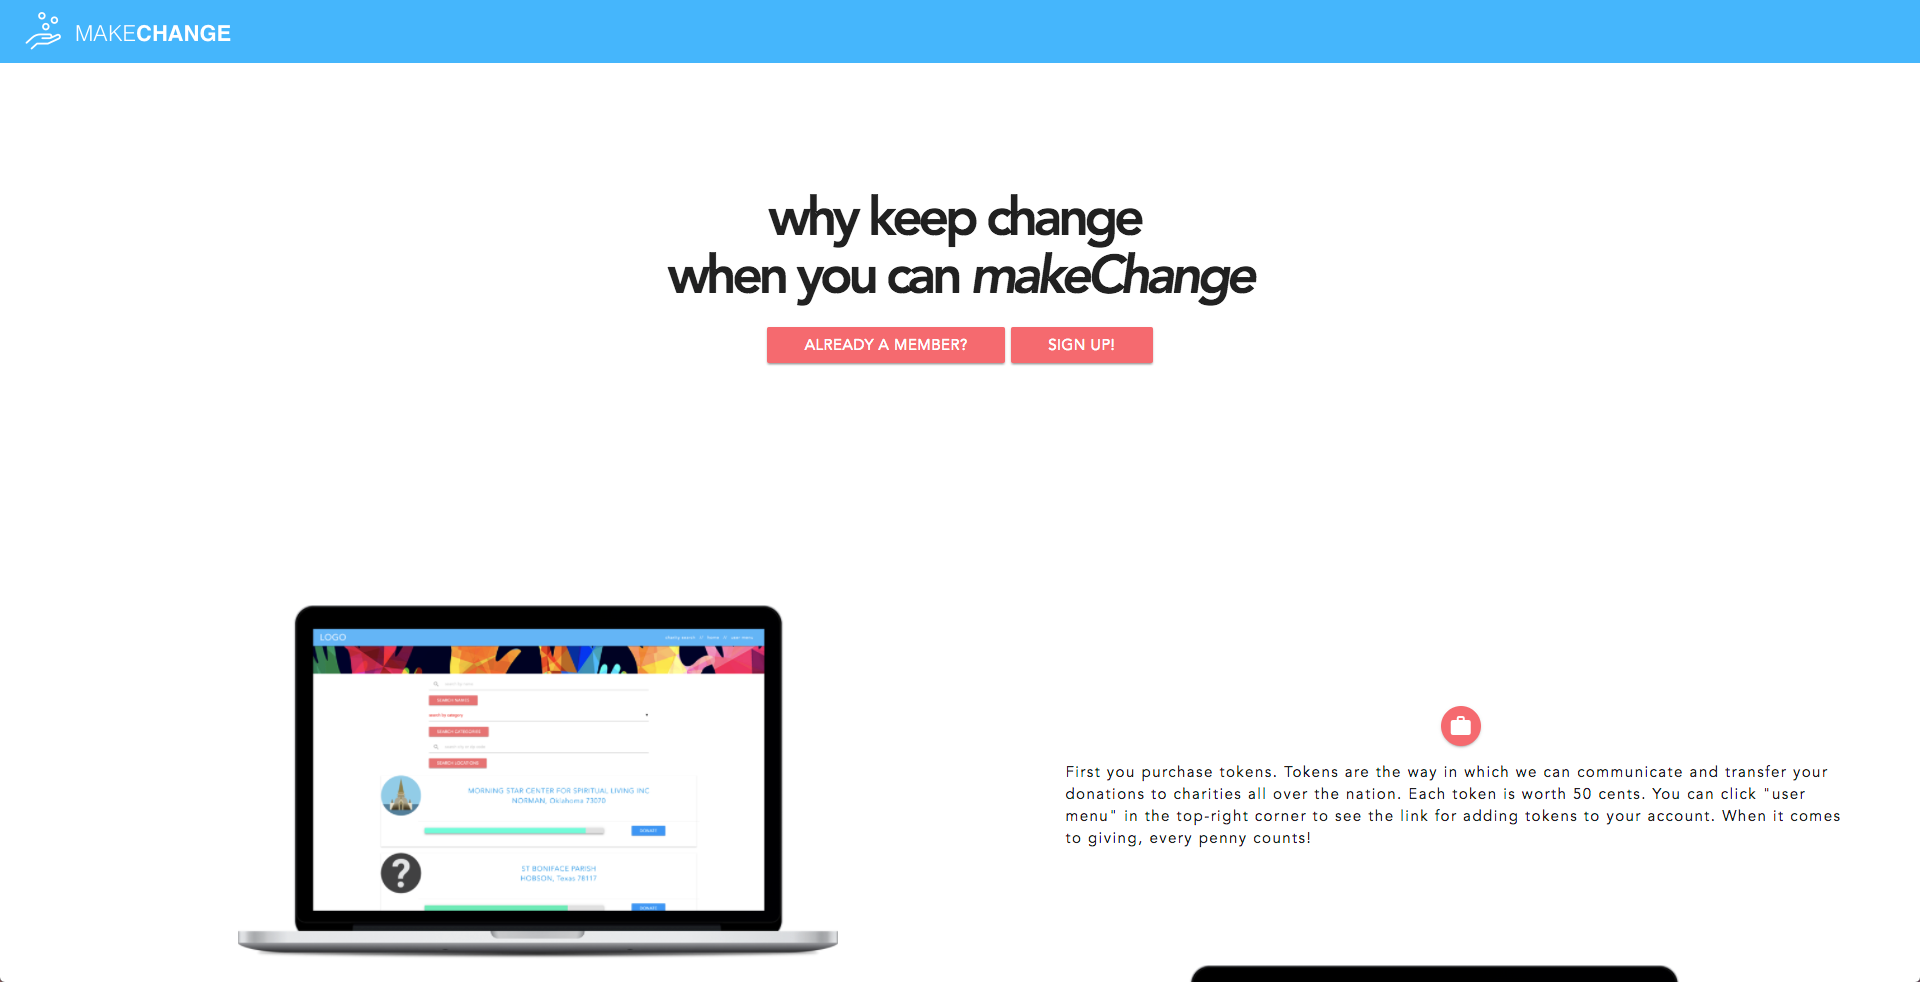 MAKECHANGE
why keep change
when you can makeChange
ALREADY A MEMBER?
SIGN UP!
LOGO
charity search
home
user menu
SEARCH NAMES
search by category
SEARCH CATEGORIES
SEARCH LOCATIONS
MORNING STAR CENTER FOR SPIRITUAL LIVING INC
NORMAN, Oklahoma 73070
DONATE
ST BONIFACE PARISH
HOBSON, Texas 78117
DONATE
First you purchase tokens. Tokens are the way in which we can communicate and transfer your
donations to charities all over the nation. Each token is worth 50 cents. You can click "user
menu" in the top-right corner to see the link for adding tokens to your account. When it comes
to giving, every penny counts!